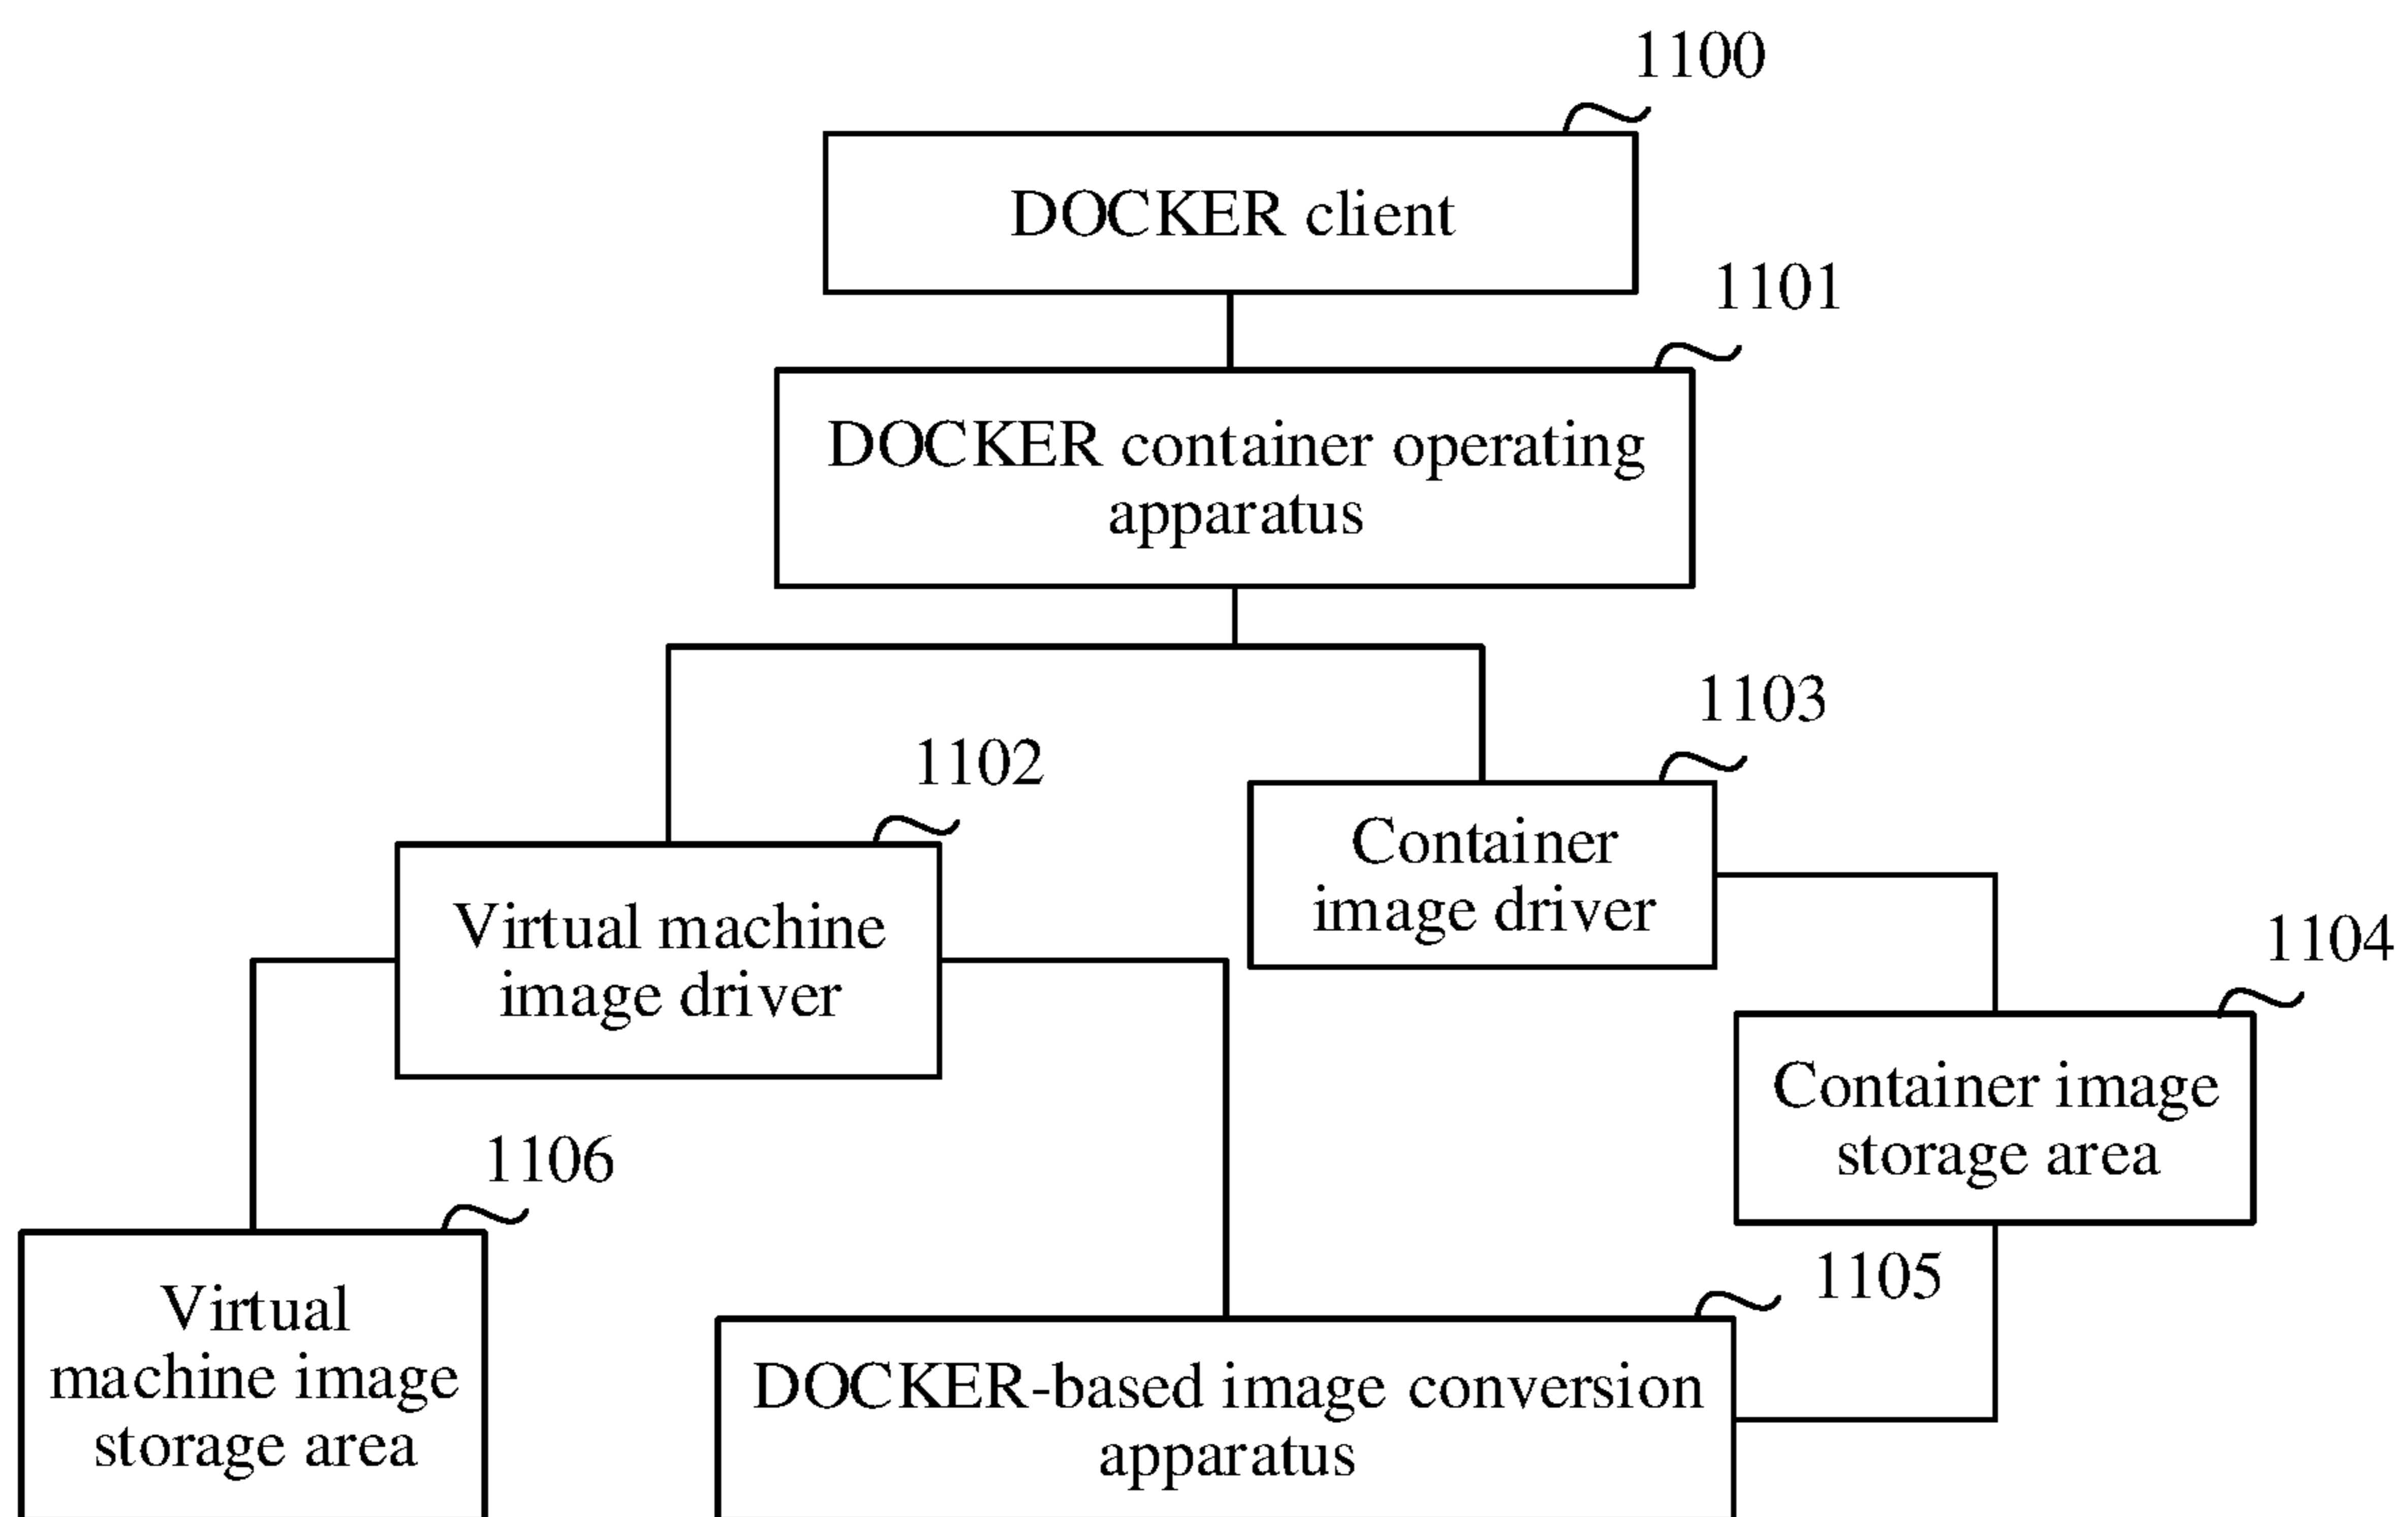 1100
DOCKER client
1101
DOCKER container operating
apparatus
1103
1102
Container
image driver
Virtual machine
image driver
1104
Container image
storage area
1106
1105
Virtual
machine image
storage area
DOCKER-based image conversion
apparatus